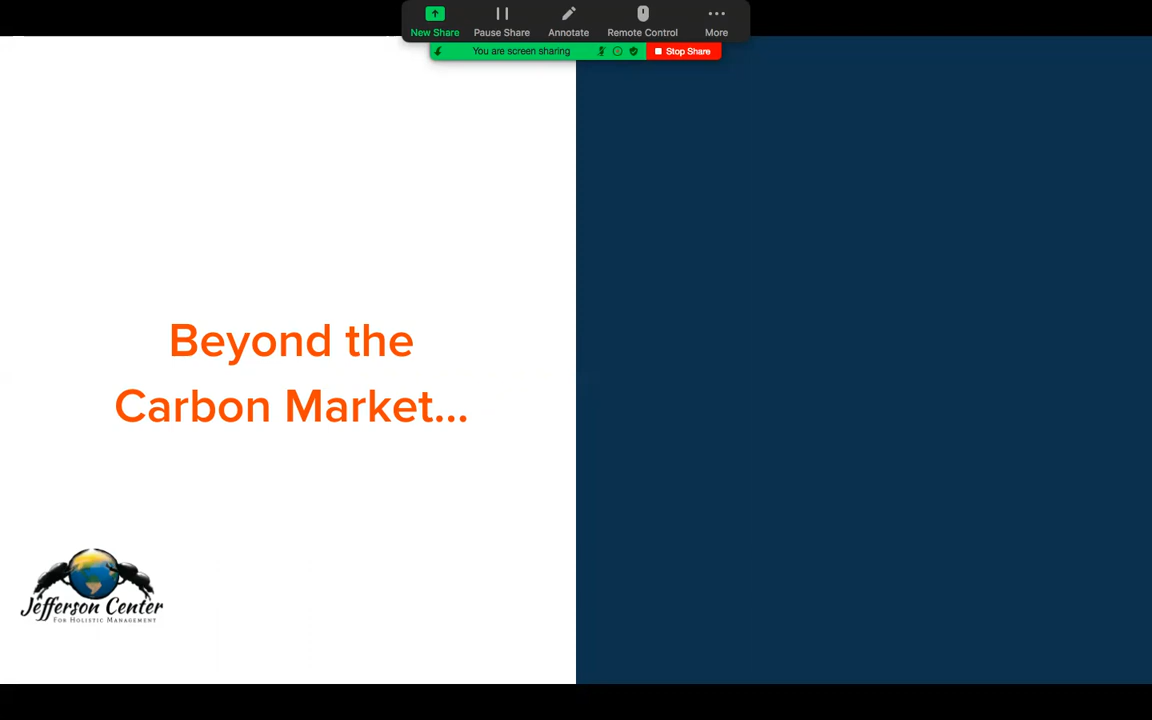 New Share
Pause Share
Annotate
Remote Control
More
You are screen sharing
Stop Share
Beyond the
Carbon Market...
Jefferson Center
FOR HOLISTIC MANAGEMENT